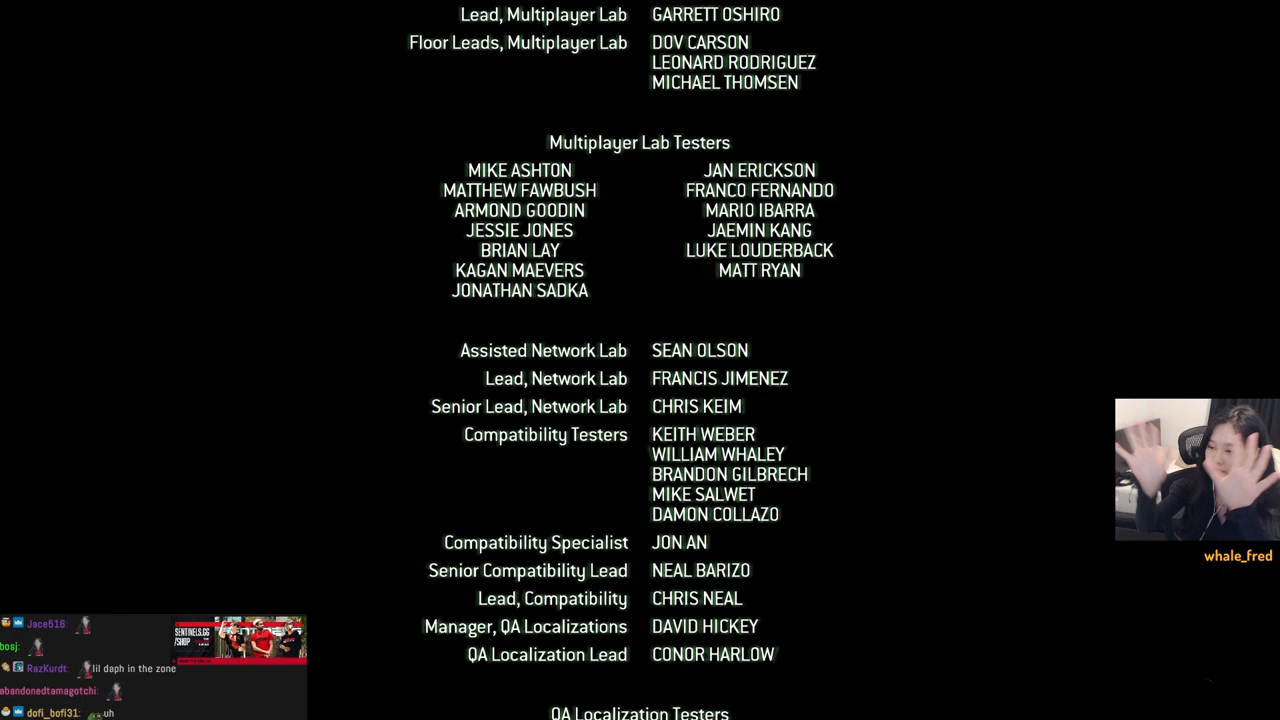 Lead, Multiplayer Lab GARRETT OSHIRO
Floor Leads, Multiplayer Lab DOV CARSON
LEONARD RODRIGUEZ
MICHAEL THOMSEN
Multiplayer Lab Testers
MIKE ASHTON JAN ERICKSON
MATTHEW FAWBUSH FRANCO FERNANDO
ARMOND GOODIN MARIO IBARRA
JESSIE JONES JAEMIN KANG
BRIAN LAY LUKE LOUDERBACK
KAGAN MAEVERS MATT RYAN
JONATHAN SADKA
Assisted Network Lab SEAN OLSON
Lead, Network Lab FRANCIS JIMENEZ
Senior Lead, Network Lab CHRIS KEIM
Compatibility Testers KEITH WEBER
WILLIAM WHALEY
BRANDON GILBRECH
MIKE SALWET
DAMON COLLAZO
Compatibility Specialist JON AN
Senior Compatibility Lead NEAL BARIZO
Lead, Compatibility CHRIS NEAL
Manager, QA Localizations DAVID HICKEY
QA Localization Lead CONOR HARLOW
QA Localization Testers
whale_fred
Jace516:
bosj:
RazKurdt: lil daph in the zone
abandonedtamagotchi:
dofi_bofi31: uh
SENTINELS.GG
/SHOP